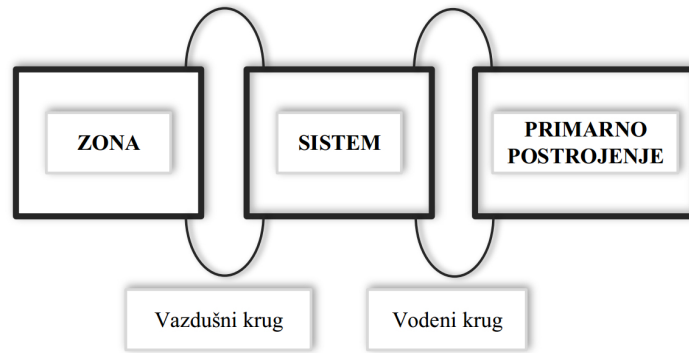 ZONA
SISTEM
PRIMARNO
POSTROJENJE
Vazdušni krug
Vodeni krug